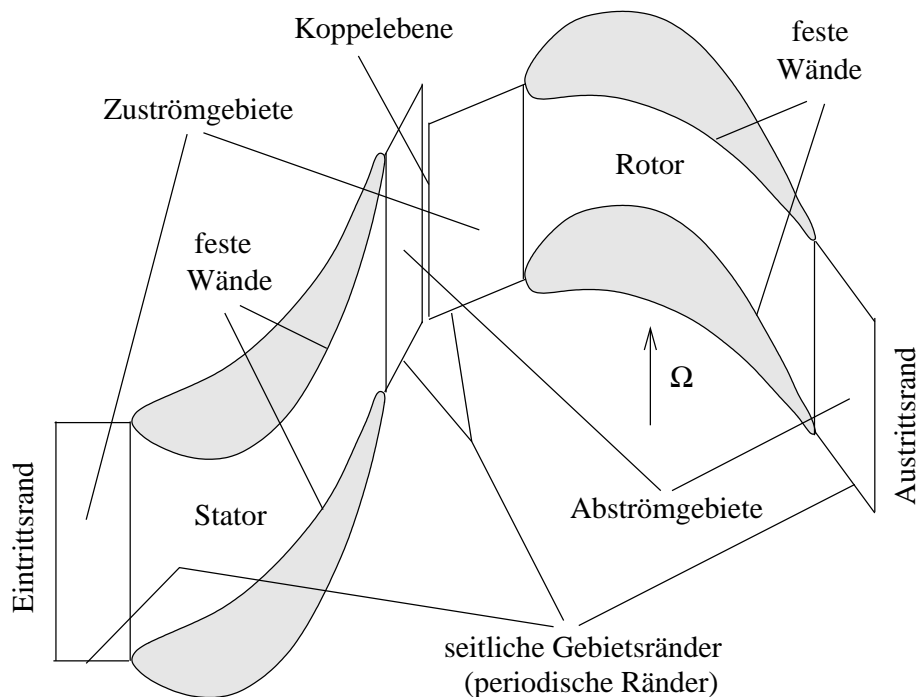 Koppelebene
feste
Wände
Zuströmgebiete
Rotor
feste
Wände
Ω
Eintrittsrand
Stator
Abströmgebiete
Austrittsrand
seitliche Gebietsränder
(periodische Ränder)